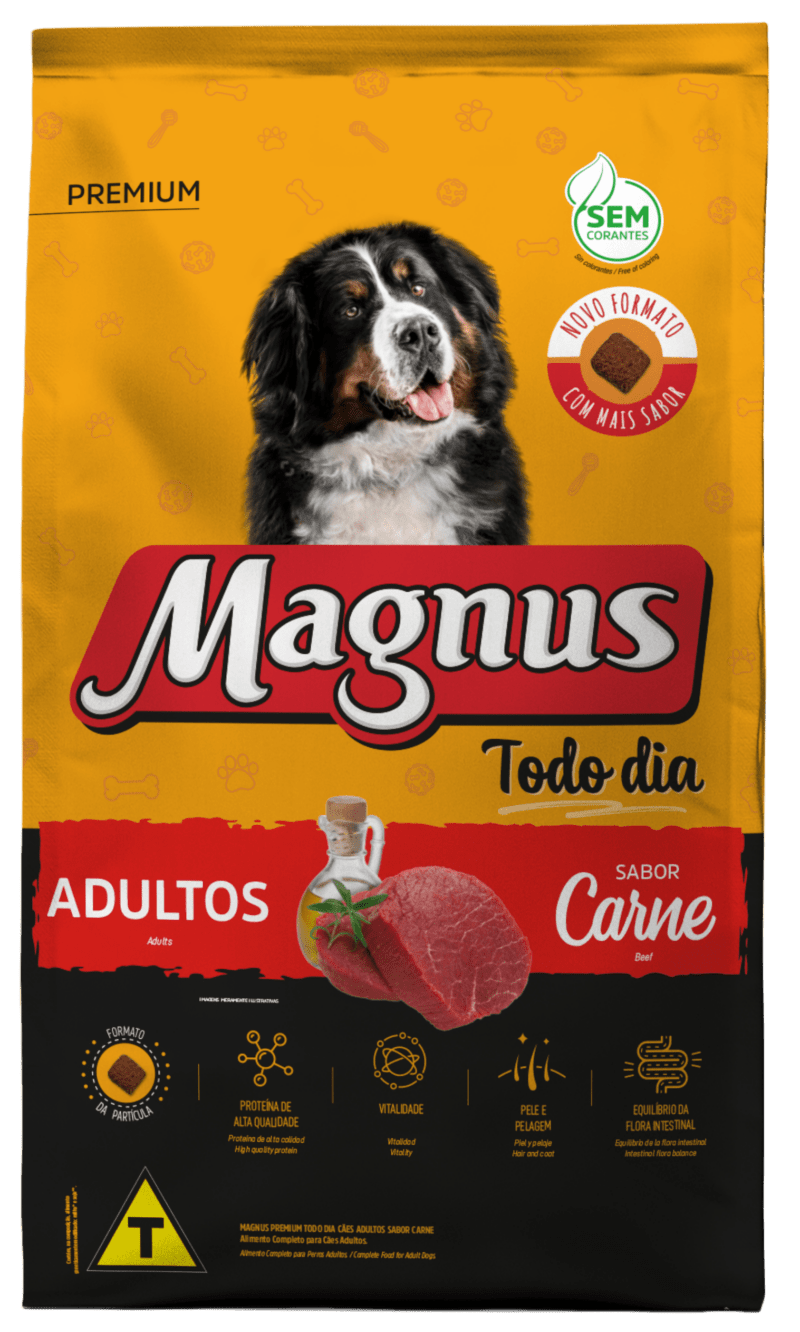 PREMIUM
SEM
CORANTES
Sin colorantes / Free of coloring
NOVO FORMATO
COM MAIS SABOR
Magnus
Todo dia
ADULTOS
Adults
SABOR
Carne
Beef
IMAGENS MERAMENTE ILUSTRATIVAS
FORMATO
DA PARTÍCULA
PROTEÍNA DE
ALTA QUALIDADE
Proteína de alta calidad
High quality protein
VITALIDADE
Vitalidad
Vitality
PELE E
PELAGEM
Piel y pelaje
Hair and coat
EQUILÍBRIO DA
FLORA INTESTINAL
Equilibrio de la flora intestinal
Intestinal flora balance
T
MAGNUS PREMIUM TODO DIA CÃES ADULTOS SABOR CARNE
Alimento Completo para Cães Adultos.
Alimento Completo para Perros Adultos / Complete Food for Adult Dogs.